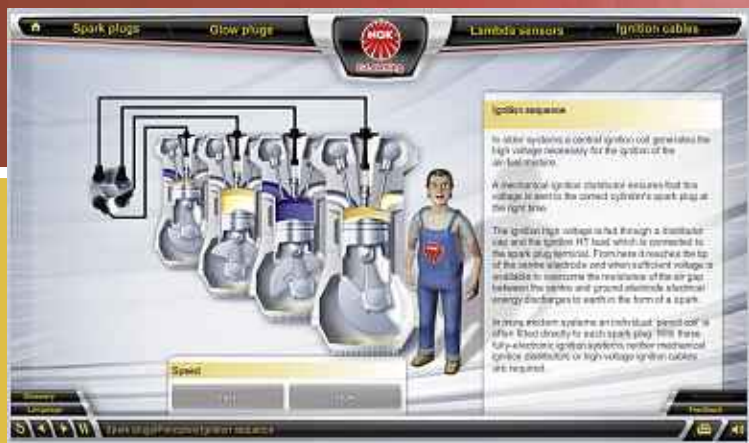 Spark plugs
Glow plugs
NGK
Lambda sensors
Ignition cables
Ignition sequence
In older systems a central ignition coil generates the
high voltage necessary for the ignition of the
air-fuel mixture.
A mechanical ignition distributor ensures that this
voltage is sent to the correct cylinder's spark plug at
the right time.
The ignition high voltage is fed through a distributor
cap and the ignition HT lead which is connected to
the spark plug terminal. From here it reaches the tip
of the centre electrode and when sufficient voltage is
available to overcome the resistance of the air gap
between the centre and ground electrode electrical
energy discharges to earth in the form of a spark.
In more modern systems an individual 'pencil coil' is
often fitted directly to each spark plug. With these
fully-electronic ignition systems neither mechanical
ignition distributors or high voltage ignition cables
are required.
Speed
Glossary
Language
Feedback
Ignition sequence